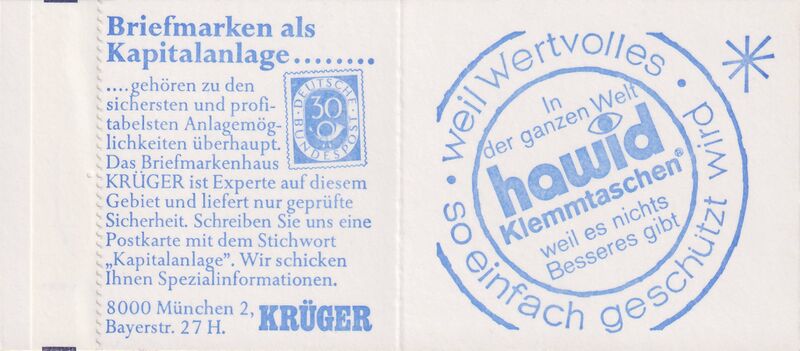 Briefmarken als
Kapitalanlage........
....gehören zu den
sichersten und profi-
tabelsten Anlagemög-
lichkeiten überhaupt.
Das Briefmarkenhaus
KRÜGER ist Experte auf diesem
Gebiet und liefert nur geprüfte
Sicherheit. Schreiben Sie uns eine
Postkarte mit dem Stichwort
„Kapitalanlage". Wir schicken
Ihnen Spezialinformationen.
8000 München 2,
Bayerstr. 27 H.
KRÜGER
DEUTSCHE
BUNDESPOST
30
· weil Wertvolles ·
so einfach geschützt wird
In
der ganzen Welt
hawid
Klemmtaschen®
weil es nichts
Besseres gibt